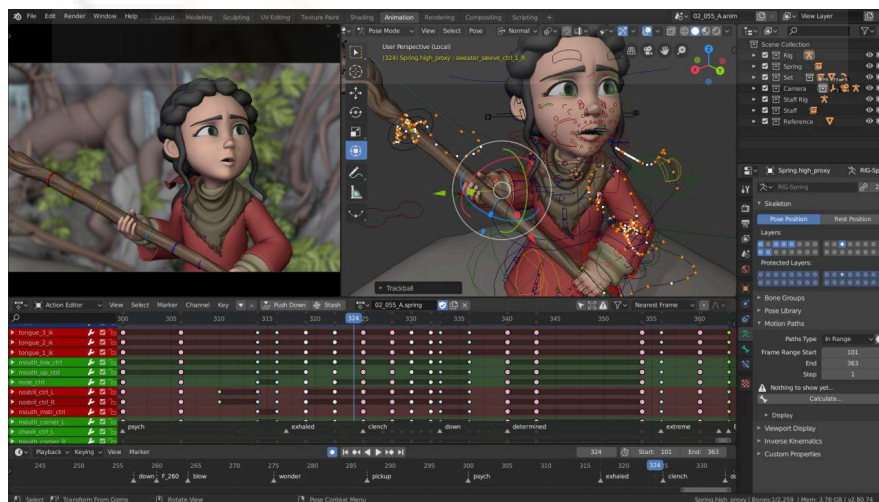 File Edit Render Window Help Layout Modeling Sculpting UV Editing Texture Paint Shading Animation Rendering Compositing Scripting + 02_055_A.anim View Layer
Pose Mode View Select Pose Normal
User Perspective (Local)
(324) Spring.high_proxy : sweater_sleeve_ctrl_1_R
Trackball
Scene Collection
Rig
Spring
Set
Camera
Staff Rig
Staff
Reference
Spring.high_proxy RIG-Sp
RIG-Spring
Skeleton
Pose Position Rest Position
Layers:
Protected Layers:
Bone Groups
Pose Library
Motion Paths
Paths Type In Range
Frame Range Start 101
End 363
Step 1
Nothing to show yet...
Calculate...
Display
Viewport Display
Inverse Kinematics
Custom Properties
Action Editor View Select Marker Channel Key Push Down Stash 02_055_A.spring Nearest Frame
300 305 310 315 320 324 325 330 335 340 345 350 355 360
tongue_3_ik
tongue_2_ik
tongue_1_ik
mouth_low_ctrl
mouth_up_ctrl
nose_ctrl
nostril_ctrl_L
nostril_ctrl_R
mouth_mstr_ctrl
mouth_corner_L
cheek_ctrl_L
mouth_corner_R
psych exhaled clench down determined extreme
Playback Keying View Marker 324 Start: 101 End: 363
245 250 255 260 265 270 275 280 285 290 295 300 305 310 315 320 324 330
down F_260 blow wonder pickup psych exhaled clench
Select Transform From Gizmo Rotate View Pose Context Menu Spring.high_proxy | Bones:1/2,259 | Mem: 3.78 GB | v2.80.74